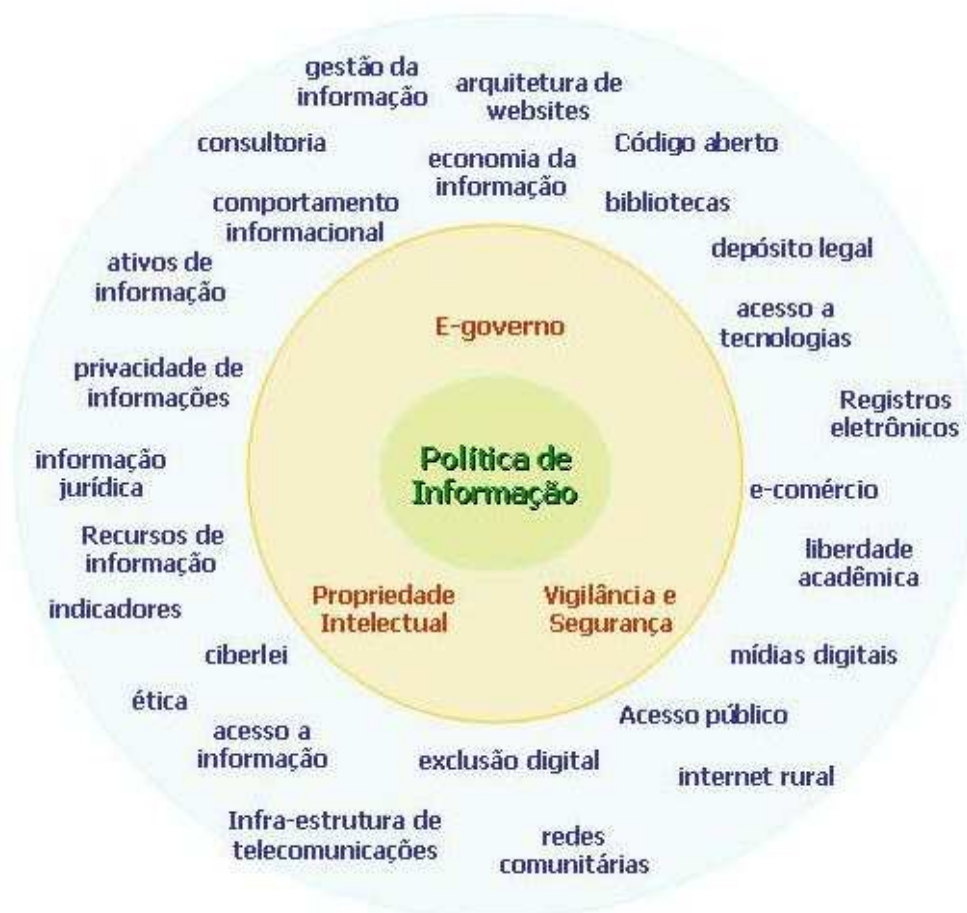 gestão da
informação
arquitetura de
websites
consultoria
economia da
informação
Código aberto
comportamento
informacional
bibliotecas
ativos de
informação
depósito legal
E-governo
acesso a
tecnologias
privacidade de
informações
Registros
eletrônicos
Política de
Informação
informação
jurídica
e-comércio
Recursos de
informação
liberdade
acadêmica
indicadores
Propriedade
Intelectual
Vigilância e
Segurança
ciberlei
mídias digitais
ética
acesso a
informação
Acesso público
exclusão digital
internet rural
Infra-estrutura de
telecomunicações
redes
comunitárias